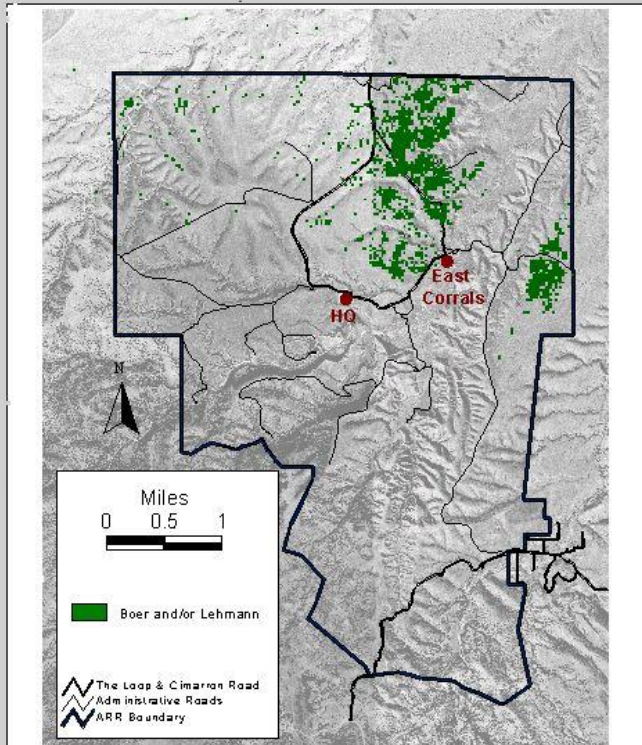 East
Corrals
HQ
N
Miles
0 0.5 1
Boer and/or Lehmann
The Loop & Cimarron Road
Administrative Roads
ARR Boundary